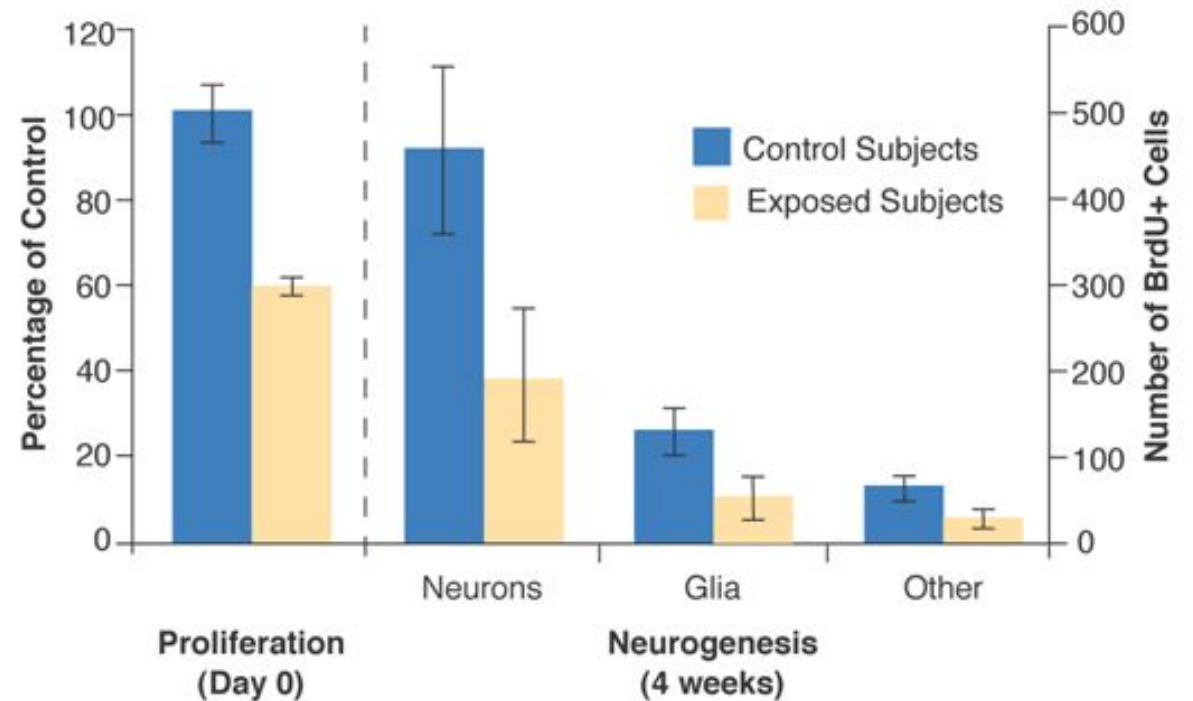 Percentage of Control
120
100
80
60
40
20
0
Control Subjects
Exposed Subjects
600
500
400
300
200
100
0
Number of BrdU+ Cells
Neurons Glia Other
Proliferation
(Day 0)
Neurogenesis
(4 weeks)